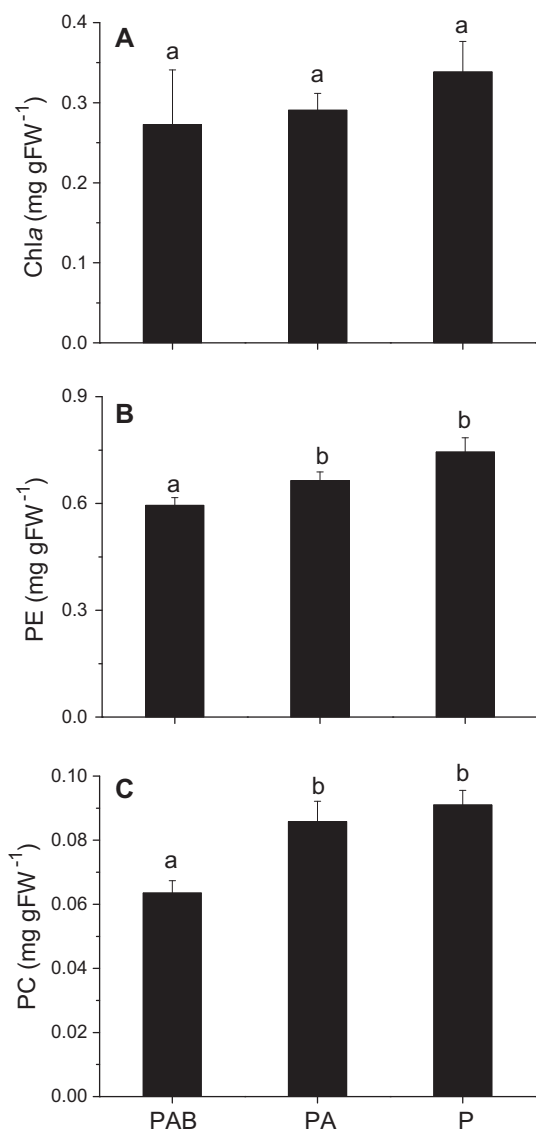 A
Chla (mg gFW⁻¹)
0.4
0.3
0.2
0.1
0.0
a
a
a
B
PE (mg gFW⁻¹)
0.9
0.6
0.3
0.0
a
b
b
C
PC (mg gFW⁻¹)
0.10
0.08
0.06
0.04
0.02
0.00
a
b
b
PAB PA P